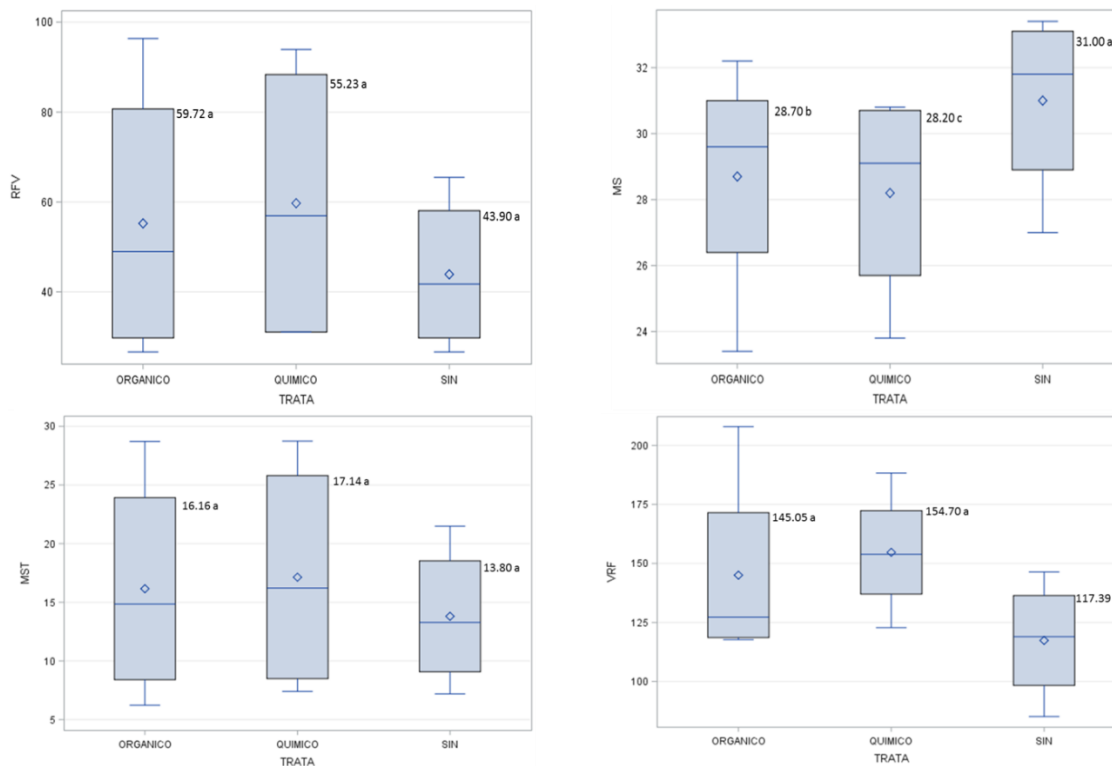 100
80
60
40
RFV
59.72 a
55.23 a
43.90 a
ORGANICO QUIMICO SIN
TRATA
32
30
28
26
24
MS
28.70 b
28.20 c
31.00 a
ORGANICO QUIMICO SIN
TRATA
30
25
20
15
10
5
MST
16.16 a
17.14 a
13.80 a
ORGANICO QUIMICO SIN
TRATA
200
175
150
125
100
VRF
145.05 a
154.70 a
117.39
ORGANICO QUIMICO SIN
TRATA